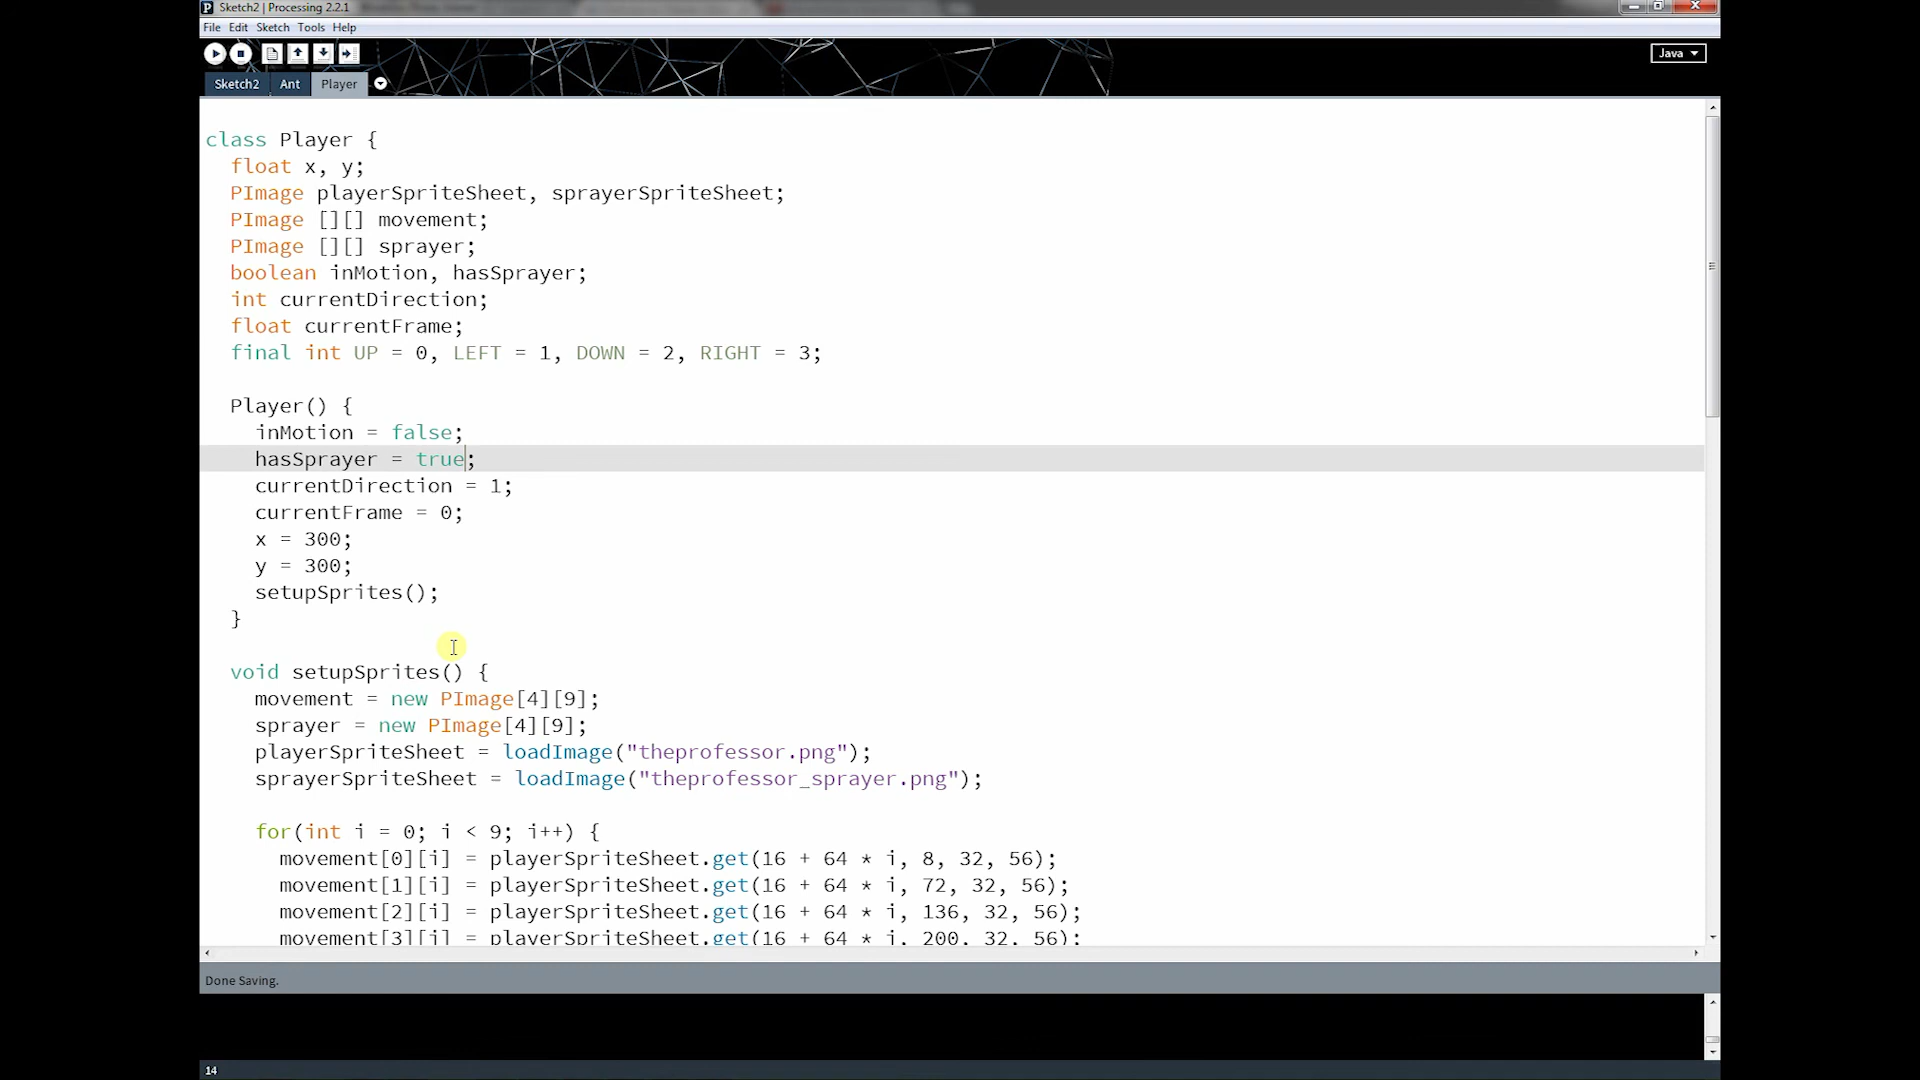 Sketch2 | Processing 2.2.1
File Edit Sketch Tools Help
Java
Sketch2 Ant Player
class Player {
  float x, y;
  PImage playerSpriteSheet, sprayerSpriteSheet;
  PImage [][] movement;
  PImage [][] sprayer;
  boolean inMotion, hasSprayer;
  int currentDirection;
  float currentFrame;
  final int UP = 0, LEFT = 1, DOWN = 2, RIGHT = 3;
  Player() {
    inMotion = false;
    hasSprayer = true;
    currentDirection = 1;
    currentFrame = 0;
    x = 300;
    y = 300;
    setupSprites();
  }
  void setupSprites() {
    movement = new PImage[4][9];
    sprayer = new PImage[4][9];
    playerSpriteSheet = loadImage("theprofessor.png");
    sprayerSpriteSheet = loadImage("theprofessor_sprayer.png");
    for(int i = 0; i < 9; i++) {
      movement[0][i] = playerSpriteSheet.get(16 + 64 * i, 8, 32, 56);
      movement[1][i] = playerSpriteSheet.get(16 + 64 * i, 72, 32, 56);
      movement[2][i] = playerSpriteSheet.get(16 + 64 * i, 136, 32, 56);
      movement[3][i] = playerSpriteSheet.get(16 + 64 * i, 200, 32, 56);
Done Saving.
14